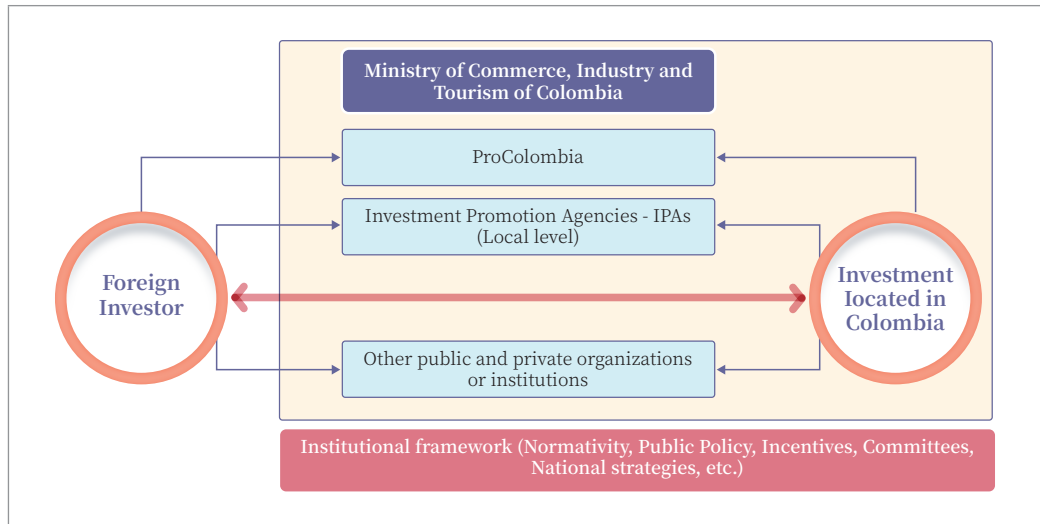 Ministry of Commerce, Industry and
Tourism of Colombia
ProColombia
Investment Promotion Agencies - IPAs
(Local level)
Foreign
Investor
Investment
Iocated in
Colombia
Other public and private organizations
or institutions
Institutional framework (Normativity, Public Policy, Incentives, Committees,
National strategies, etc.)